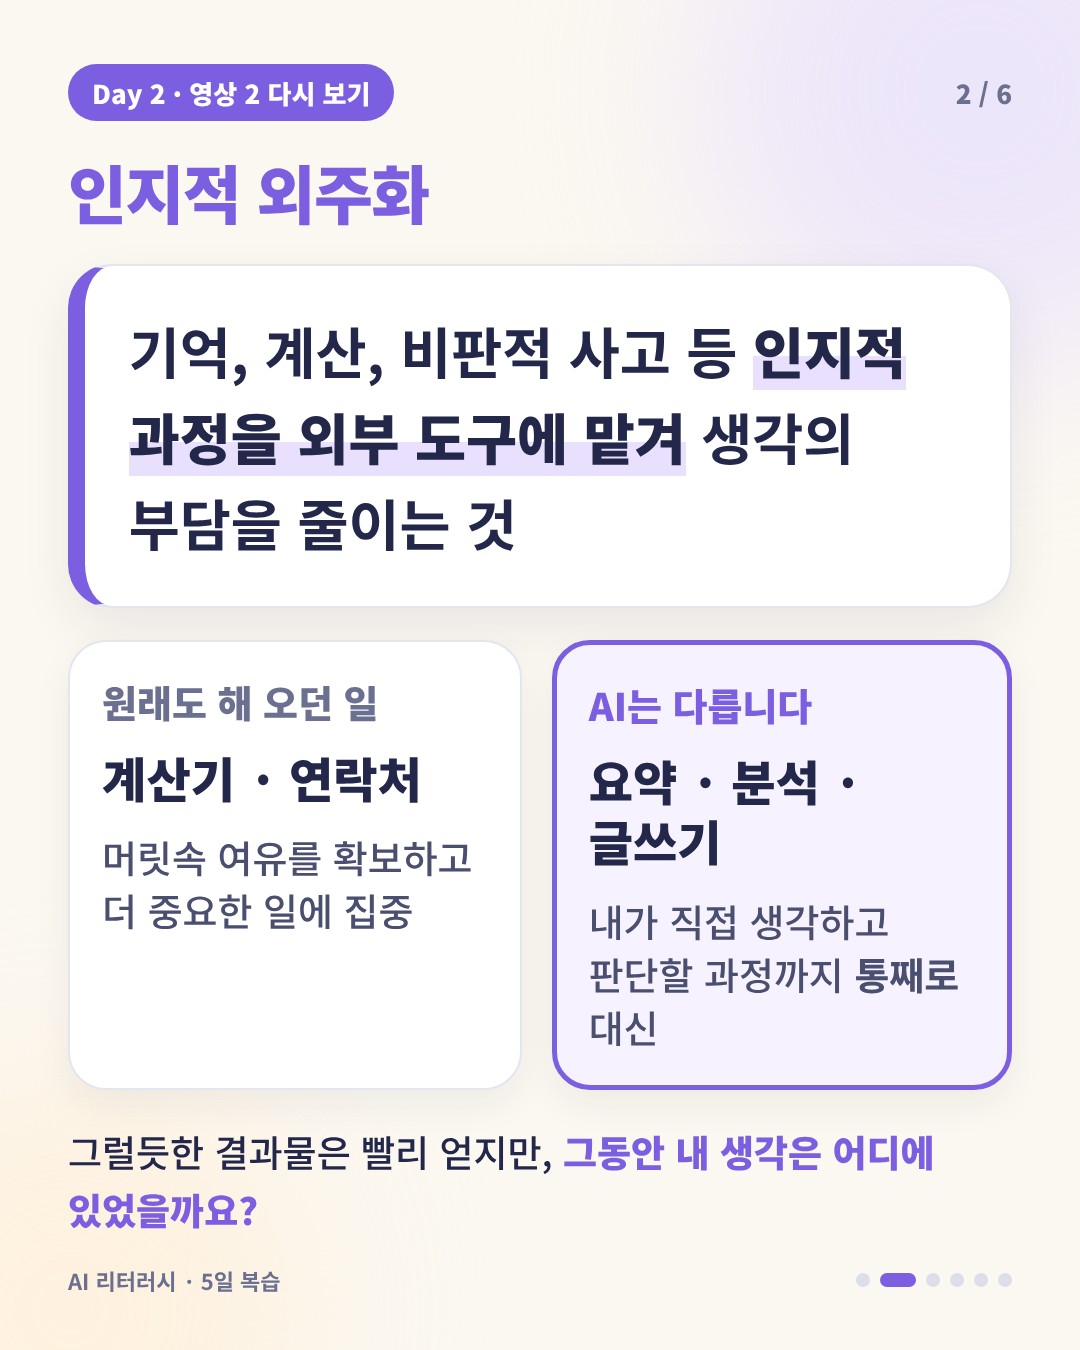 Day 2 · 영상 2 다시 보기
2 / 6
인지적 외주화
기억, 계산, 비판적 사고 등 인지적
과정을 외부 도구에 맡겨 생각의
부담을 줄이는 것
원래도 해 오던 일
계산기 · 연락처
머릿속 여유를 확보하고
더 중요한 일에 집중
AI는 다릅니다
요약 · 분석 ·
글쓰기
내가 직접 생각하고
판단할 과정까지 통째로
대신
그럴듯한 결과물은 빨리 얻지만, 그동안 내 생각은 어디에
있었을까요?
AI 리터러시 · 5일 복습